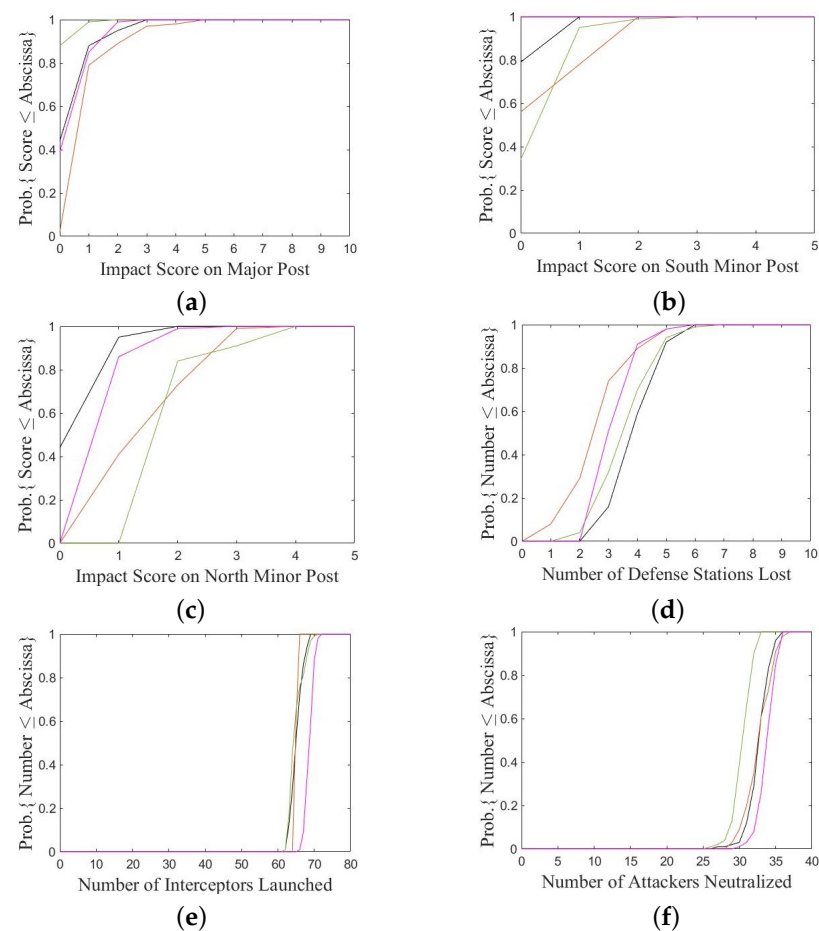 Prob.{ Score ≤ Abscissa}
1
0.8
0.6
0.4
0.2
0
0 1 2 3 4 5 6 7 8 9 10
Impact Score on Major Post
(a)
Prob.{ Score ≤ Abscissa}
1
0.8
0.6
0.4
0.2
0
0 1 2 3 4 5
Impact Score on South Minor Post
(b)
Prob.{ Score ≤ Abscissa}
1
0.8
0.6
0.4
0.2
0
0 1 2 3 4 5
Impact Score on North Minor Post
(c)
Prob.{ Number ≤ Abscissa}
1
0.8
0.6
0.4
0.2
0
0 1 2 3 4 5 6 7 8 9 10
Number of Defense Stations Lost
(d)
Prob.{ Number ≤ Abscissa}
1
0.8
0.6
0.4
0.2
0
0 10 20 30 40 50 60 70 80
Number of Interceptors Launched
(e)
Prob.{ Number ≤ Abscissa}
1
0.8
0.6
0.4
0.2
0
0 5 10 15 20 25 30 35 40
Number of Attackers Neutralized
(f)